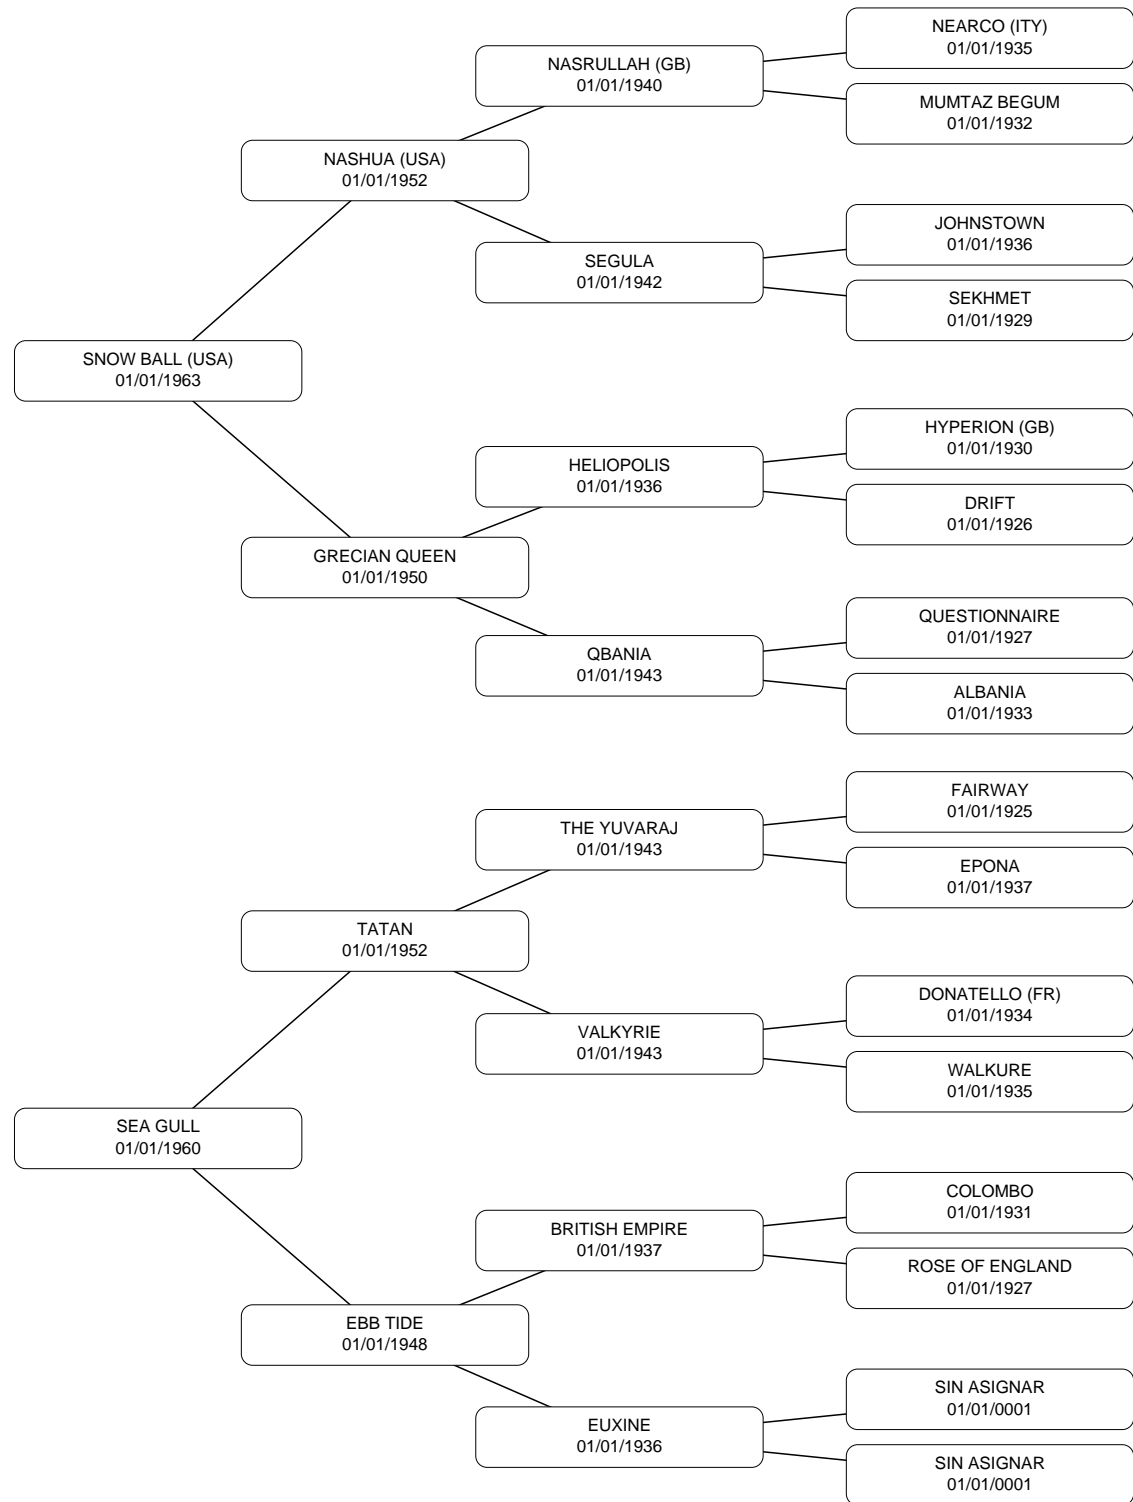 NEARCO (ITY)
01/01/1935
NASRULLAH (GB)
01/01/1940
MUMTAZ BEGUM
01/01/1932
NASHUA (USA)
01/01/1952
JOHNSTOWN
01/01/1936
SEGULA
01/01/1942
SEKHMET
01/01/1929
SNOW BALL (USA)
01/01/1963
HYPERION (GB)
01/01/1930
HELIOPOLIS
01/01/1936
DRIFT
01/01/1926
GRECIAN QUEEN
01/01/1950
QUESTIONNAIRE
01/01/1927
QBANIA
01/01/1943
ALBANIA
01/01/1933
FAIRWAY
01/01/1925
THE YUVARAJ
01/01/1943
EPONA
01/01/1937
TATAN
01/01/1952
DONATELLO (FR)
01/01/1934
VALKYRIE
01/01/1943
WALKURE
01/01/1935
SEA GULL
01/01/1960
COLOMBO
01/01/1931
BRITISH EMPIRE
01/01/1937
ROSE OF ENGLAND
01/01/1927
EBB TIDE
01/01/1948
SIN ASIGNAR
01/01/0001
EUXINE
01/01/1936
SIN ASIGNAR
01/01/0001